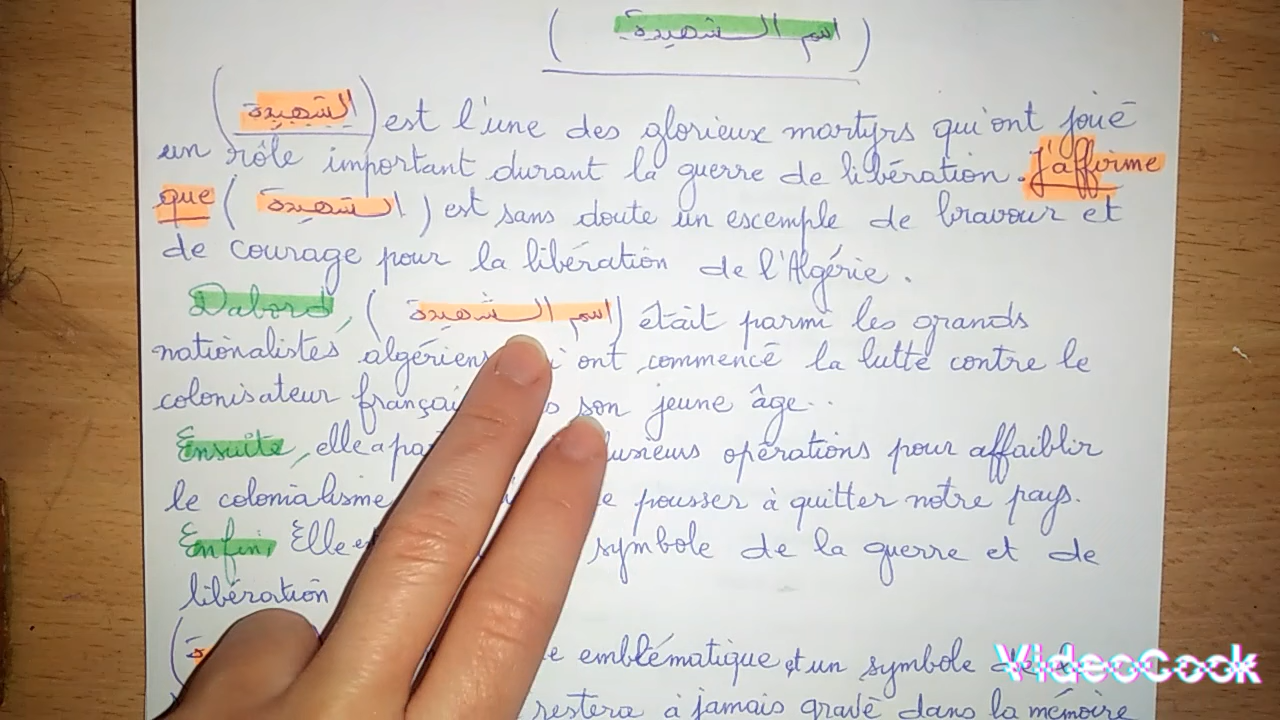 ( اسم الشهيدة )
( الشهيدة ) est l'une des glorieux martyrs qui ont joué
un rôle important durant la guerre de libération. J'affirme
que ( الشهيدة ) est sans doute un escemple de bravour et
de courage pour la libération de l'Algérie.
Dabord, ( اسم الشهيدة ) était parmi les grands
nationalistes algériens ont commencé la lutte contre le
colonisateur son jeune âge..
Ensuite, elle a opérations pour affaiblir
le colonialisme pousser à quitter notre pays.
Enfin, Elle symbole de la guerre et de
libération
( emblématique et un symbole
restera à jamais gravé dans la mémoire
VideoCook